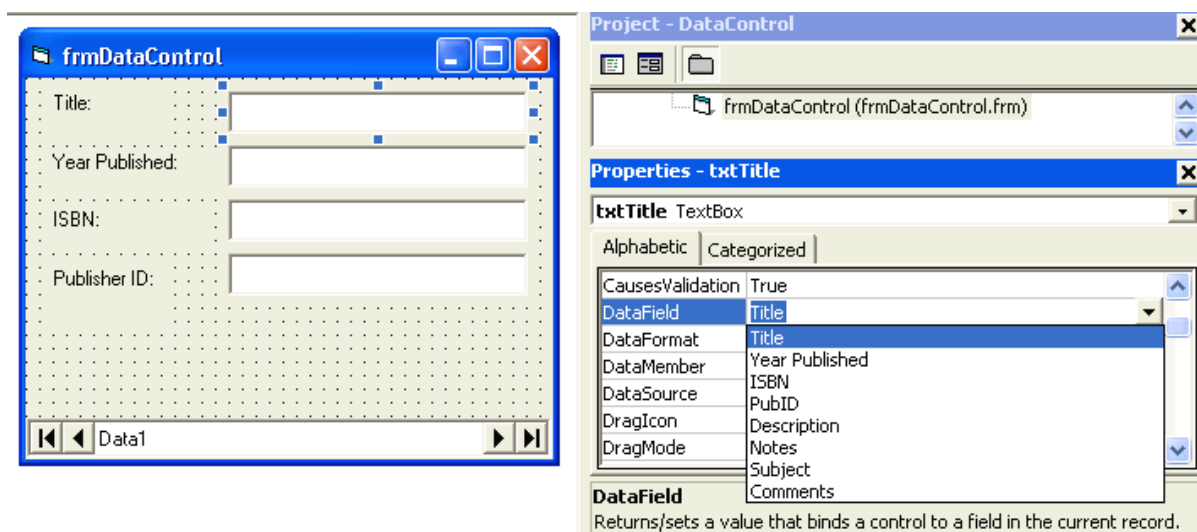 frmDataControl
Title:
Year Published:
ISBN:
Publisher ID:
Data1
Project - DataControl
frmDataControl (frmDataControl.frm)
Properties - txtTitle
txtTitle TextBox
Alphabetic Categorized
CausesValidation True
DataField Title
DataFormat
DataMember
DataSource
DragIcon
DragMode
Title
Year Published
ISBN
PubID
Description
Notes
Subject
Comments
DataField
Returns/sets a value that binds a control to a field in the current record.